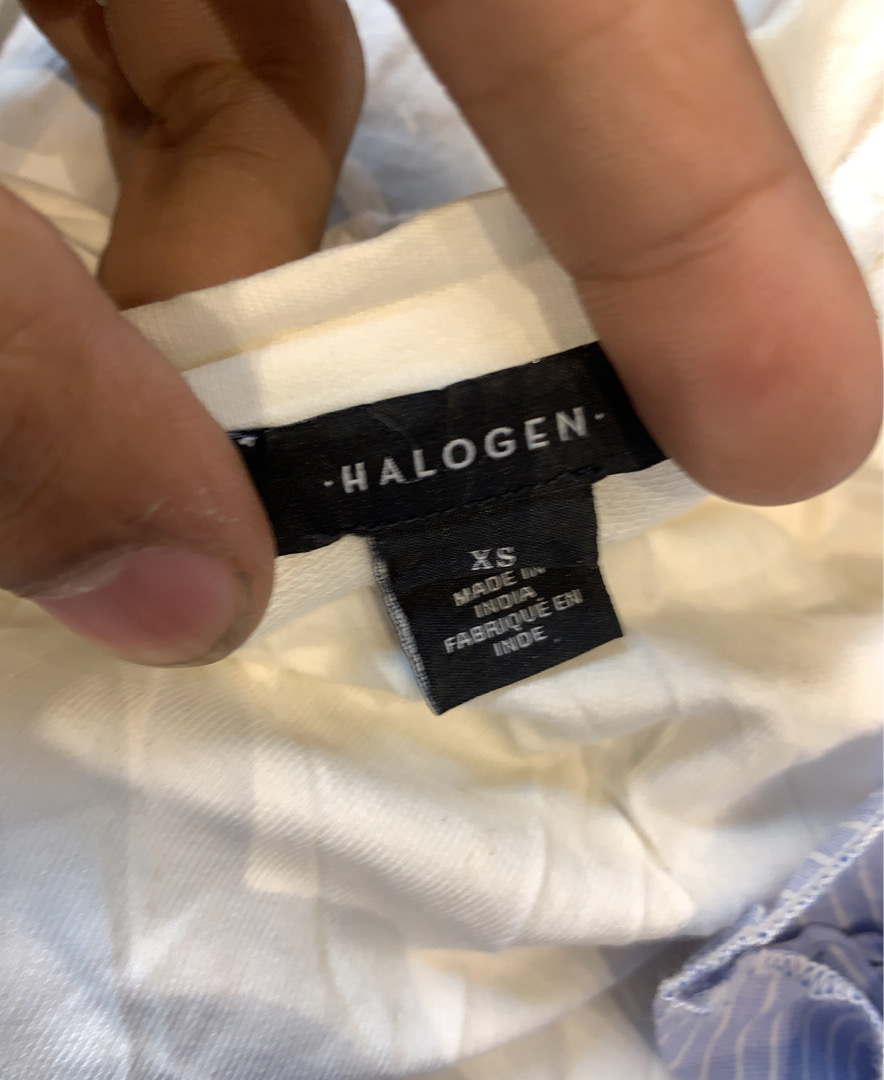 ·HALOGEN·
XS
MADE IN
INDIA
FABRIQUÉ EN
INDE